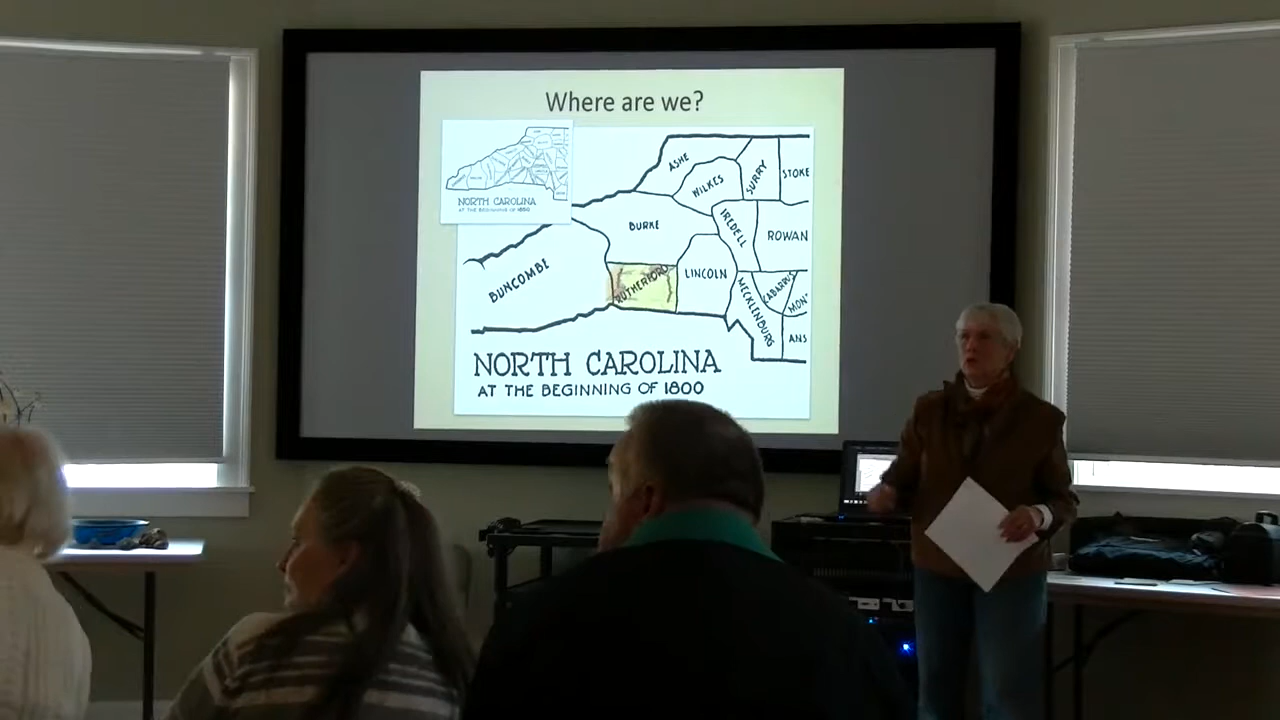 Where are we?
NORTH CAROLINA
AT THE BEGINNING OF 1850
ASHE
WILKES
SURRY
STOKE
BURKE
IREDELL
ROWAN
BUNCOMBE
RUTHERFORD
LINCOLN
MECKLENBURG
CABARRUS
MON'
ANS
NORTH CAROLINA
AT THE BEGINNING OF 1800